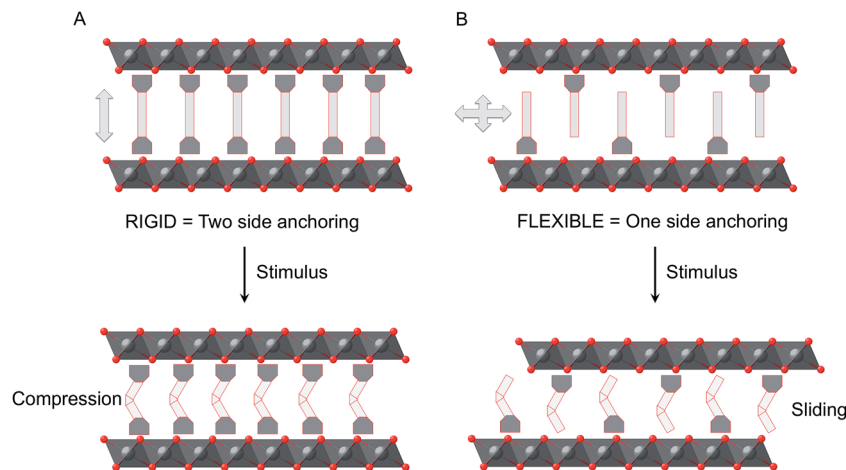 A
B
RIGID = Two side anchoring
FLEXIBLE = One side anchoring
Stimulus
Stimulus
Compression
Sliding